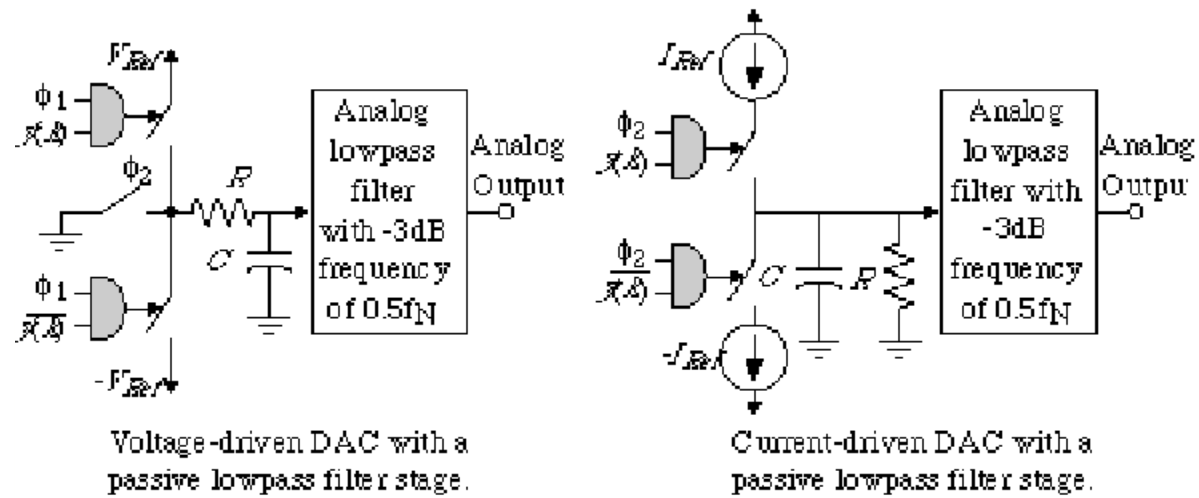 V_Ref
ϕ1
y(k)
ϕ2
R
C
ϕ1
y(k)
-V_Ref
Analog
lowpass
filter
with -3dB
frequency
of 0.5f_N
Analog
Output
Voltage-driven DAC with a
passive lowpass filter stage.
I_Ref
ϕ2
y(k)
ϕ2
y(k)
C
R
-I_Ref
Analog
lowpass
filter with
-3dB
frequency
of 0.5f_N
Analog
Output
Current-driven DAC with a
passive lowpass filter stage.